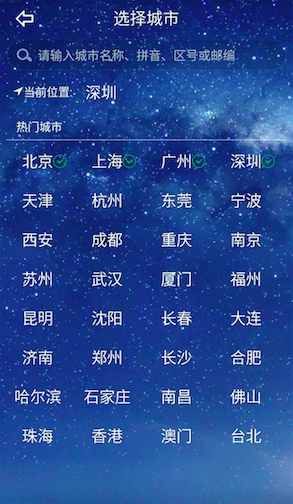 选择城市
请输入城市名称、拼音、区号或邮编
当前位置: 深圳
热门城市
北京 上海 广州 深圳
天津 杭州 东莞 宁波
西安 成都 重庆 南京
苏州 武汉 厦门 福州
昆明 沈阳 长春 大连
济南 郑州 长沙 合肥
哈尔滨 石家庄 南昌 佛山
珠海 香港 澳门 台北